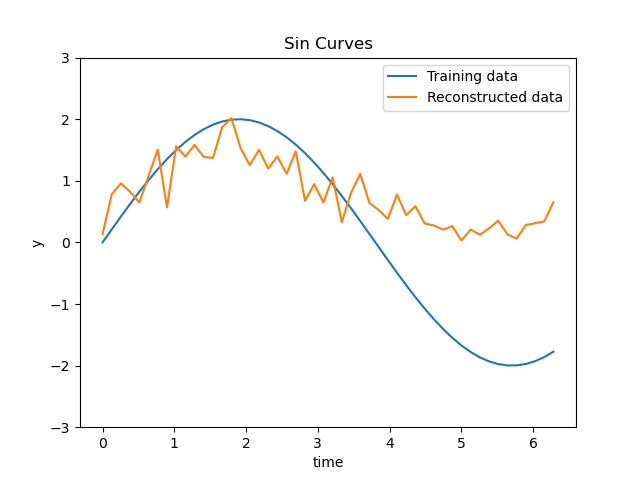 Sin Curves
3
2
1
0
−1
−2
−3
y
Training data
Reconstructed data
0 1 2 3 4 5 6
time